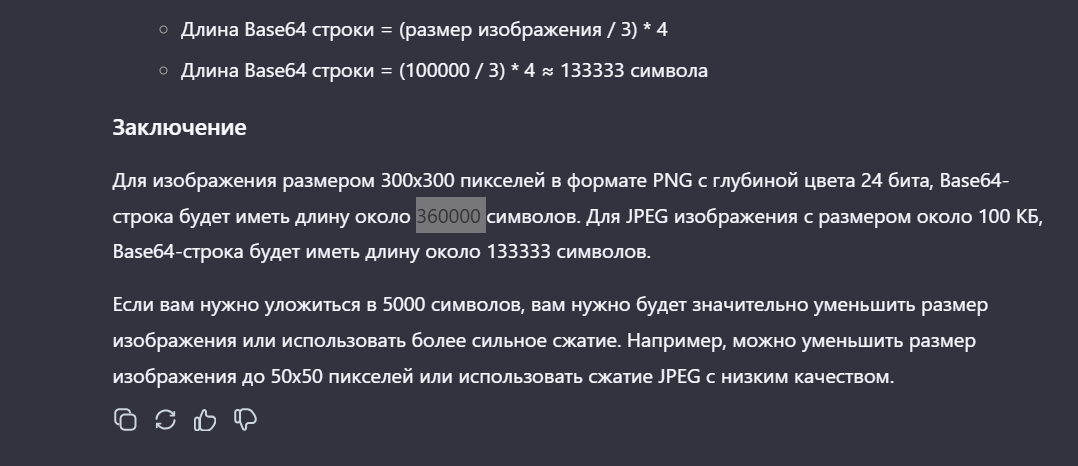 Длина Base64 строки = (размер изображения / 3) * 4
Длина Base64 строки = (100000 / 3) * 4 ≈ 133333 символа
Заключение
Для изображения размером 300x300 пикселей в формате PNG с глубиной цвета 24 бита, Base64-
строка будет иметь длину около 360000 символов. Для JPEG изображения с размером около 100 КБ,
Base64-строка будет иметь длину около 133333 символов.
Если вам нужно уложиться в 5000 символов, вам нужно будет значительно уменьшить размер
изображения или использовать более сильное сжатие. Например, можно уменьшить размер
изображения до 50x50 пикселей или использовать сжатие JPEG с низким качеством.